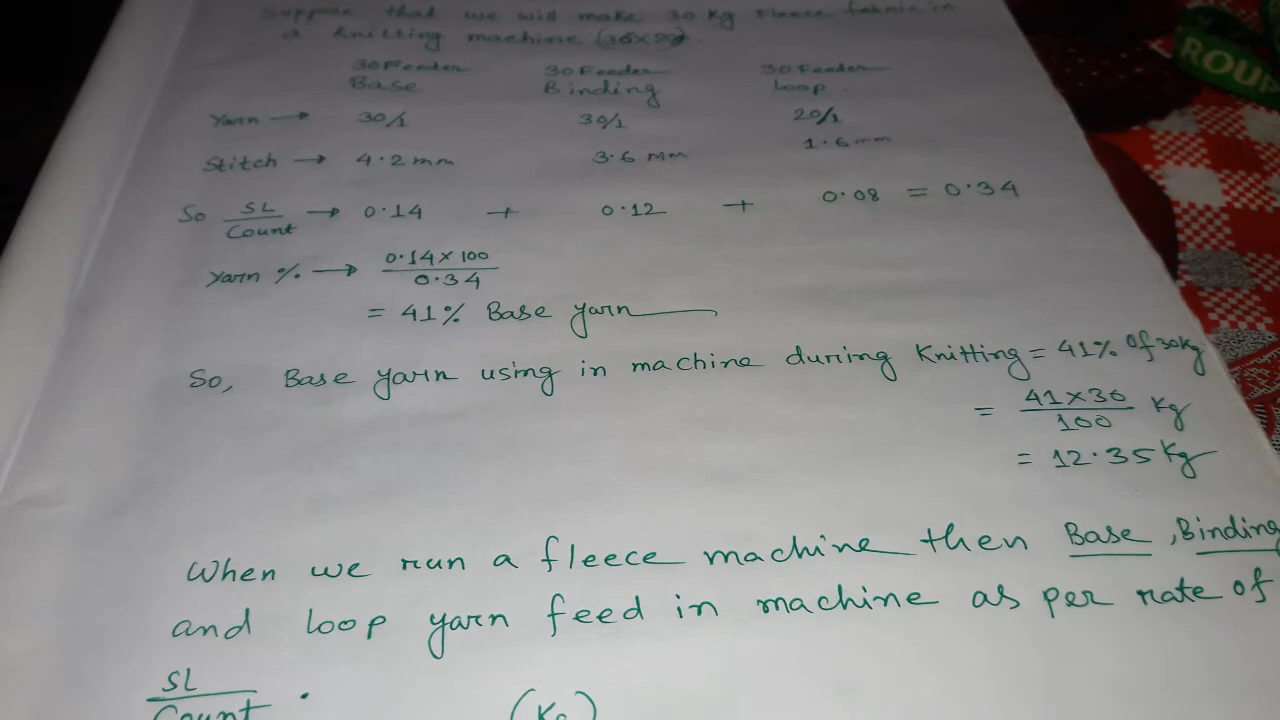 Suppose that we will make 30 Kg Fleece fabric in
a knitting machine
30 Feeder 30 Feeder 30 Feeder
Base Binding Loop
Yarn → 30/1 30/1 20/1
Stitch → 4.2 mm 3.6 mm 1.6 mm
So SL/Count → 0.14 + 0.12 + 0.08 = 0.34
Yarn % → 0.14 × 100 / 0.34
= 41% Base yarn
So, Base yarn using in machine during Knitting = 41% Of 30 Kg
= 41×30/100 Kg
= 12.35 Kg
When we run a fleece machine then Base, Binding
and loop yarn feed in machine as per rate of
SL/Count .
ROUP